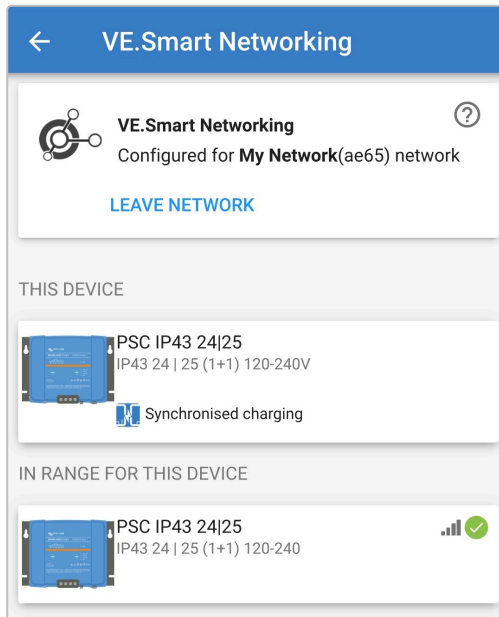 VE.Smart Networking
VE.Smart Networking
Configured for My Network(ae65) network
LEAVE NETWORK
THIS DEVICE
PSC IP43 24|25
IP43 24 | 25 (1+1) 120-240V
Synchronised charging
IN RANGE FOR THIS DEVICE
PSC IP43 24|25
IP43 24 | 25 (1+1) 120-240